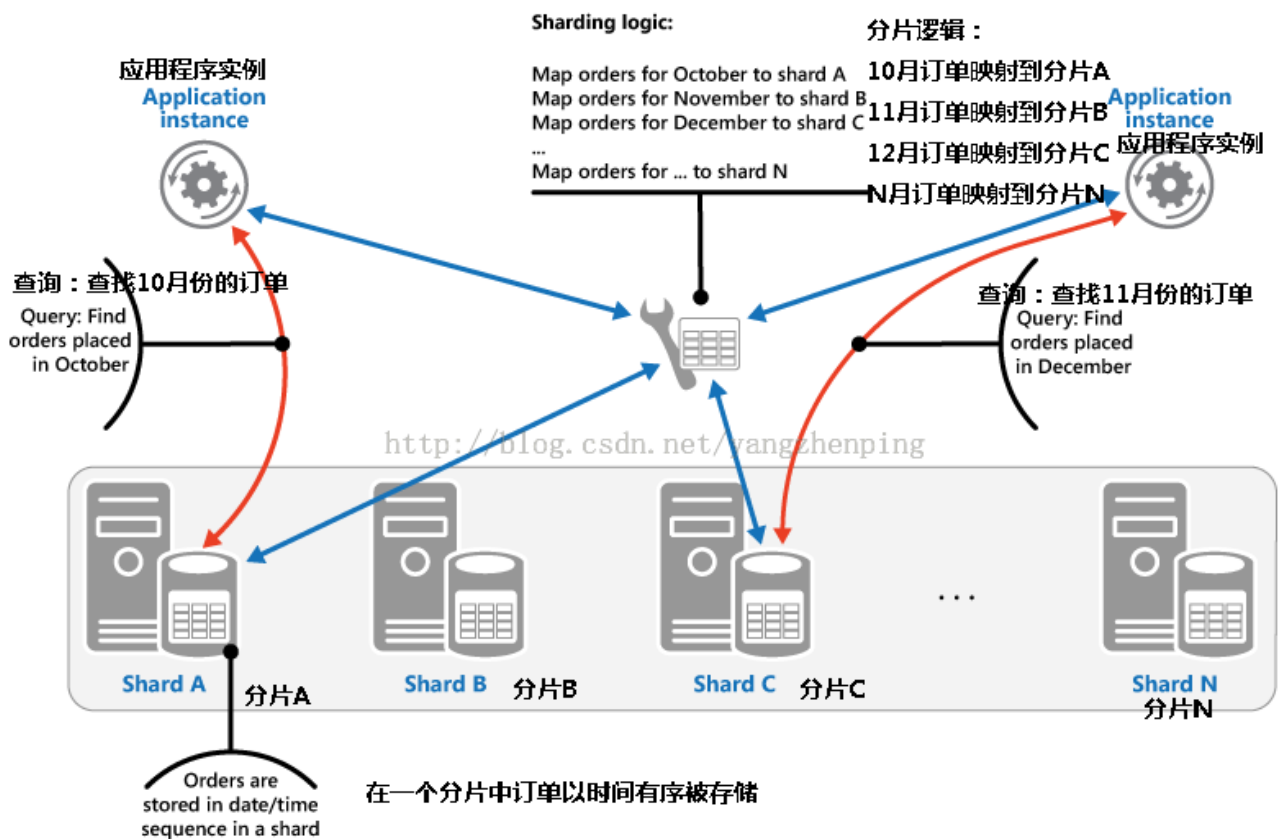 Sharding logic:
Map orders for October to shard A
Map orders for November to shard B
Map orders for December to shard C
...
Map orders for ... to shard N
分片逻辑：
10月订单映射到分片A
11月订单映射到分片B
12月订单映射到分片C
N月订单映射到分片N
应用程序实例
Application
instance
Application
instance
应用程序实例
查询：查找10月份的订单
Query: Find
orders placed
in October
查询：查找11月份的订单
Query: Find
orders placed
in December
http://blog.csdn.net/yangzhenping
...
Shard A
分片A
Shard B
分片B
Shard C
分片C
Shard N
分片N
Orders are
stored in date/time
sequence in a shard
在一个分片中订单以时间有序被存储